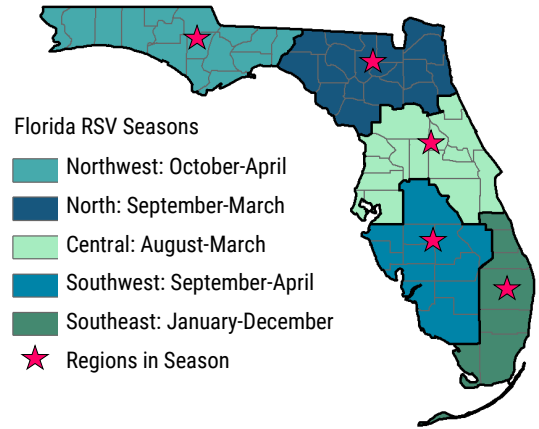 Florida RSV Seasons
Northwest: October-April
North: September-March
Central: August-March
Southwest: September-April
Southeast: January-December
Regions in Season